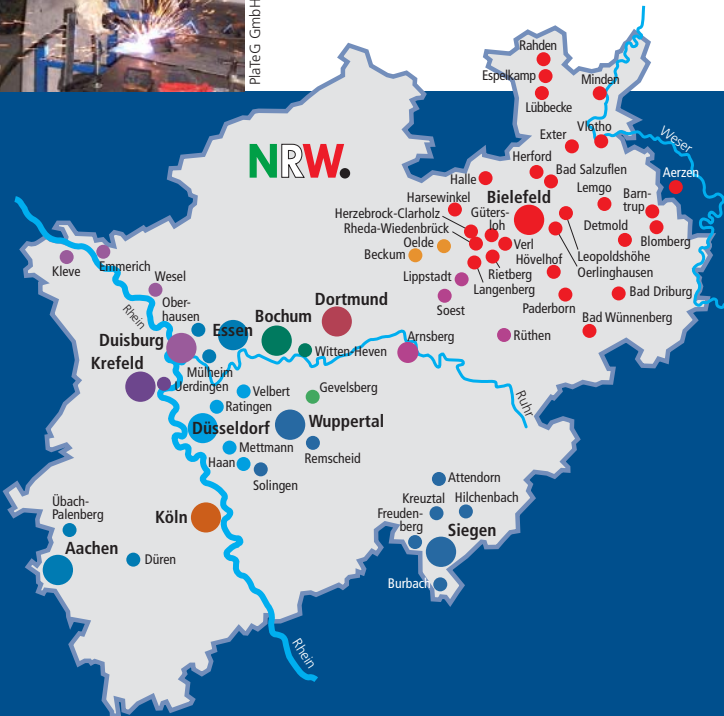 PlaTeG GmbH
Rahden
Espelkamp
Minden
Lübbecke
Vlotho
Exter
Weser
Herford
Bad Salzuflen
Aerzen
Halle
Lemgo
Barn-
trup
Bielefeld
Harsewinkel
Güters-
loh
Herzebrock-Clarholz
Rheda-Wiedenbrück
Detmold
Blomberg
Oelde
Verl
Leopoldshöhe
Beckum
Hövelhof
Oerlinghausen
Rietberg
Lippstadt
Langenberg
Bad Driburg
Soest
Paderborn
Bad Wünnenberg
NRW.
Kleve
Emmerich
Wesel
Rhein
Ober-
hausen
Essen
Bochum
Dortmund
Duisburg
Witten-Heven
Arnsberg
Rüthen
Krefeld
Mülheim
Uerdingen
Velbert
Gevelsberg
Ratingen
Ruhr
Düsseldorf
Wuppertal
Mettmann
Haan
Remscheid
Solingen
Attendorn
Kreuztal
Hilchenbach
Freuden-
berg
Siegen
Burbach
Übach-
Palenberg
Köln
Aachen
Düren
Rhein